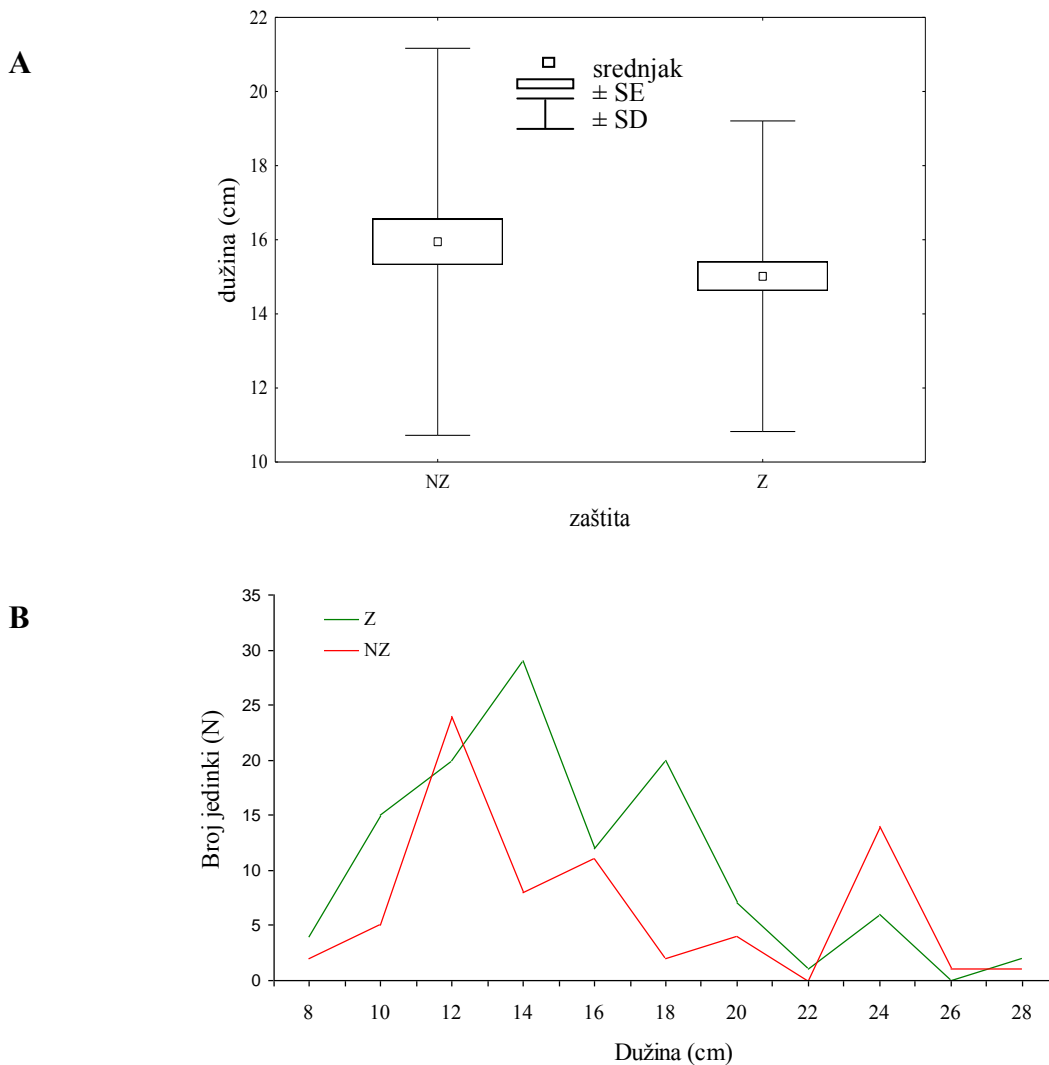 A
22
20
18
16
14
12
10
dužina (cm)
srednjak
± SE
± SD
NZ
Z
zaštita
B
35
30
25
20
15
10
5
0
Broj jedinki (N)
Z
NZ
8 10 12 14 16 18 20 22 24 26 28
Dužina (cm)